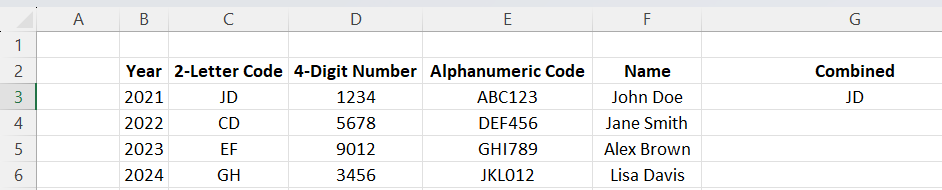 A B C D E F G
1
2 Year 2-Letter Code 4-Digit Number Alphanumeric Code Name Combined
3 2021 JD 1234 ABC123 John Doe JD
4 2022 CD 5678 DEF456 Jane Smith
5 2023 EF 9012 GHI789 Alex Brown
6 2024 GH 3456 JKL012 Lisa Davis